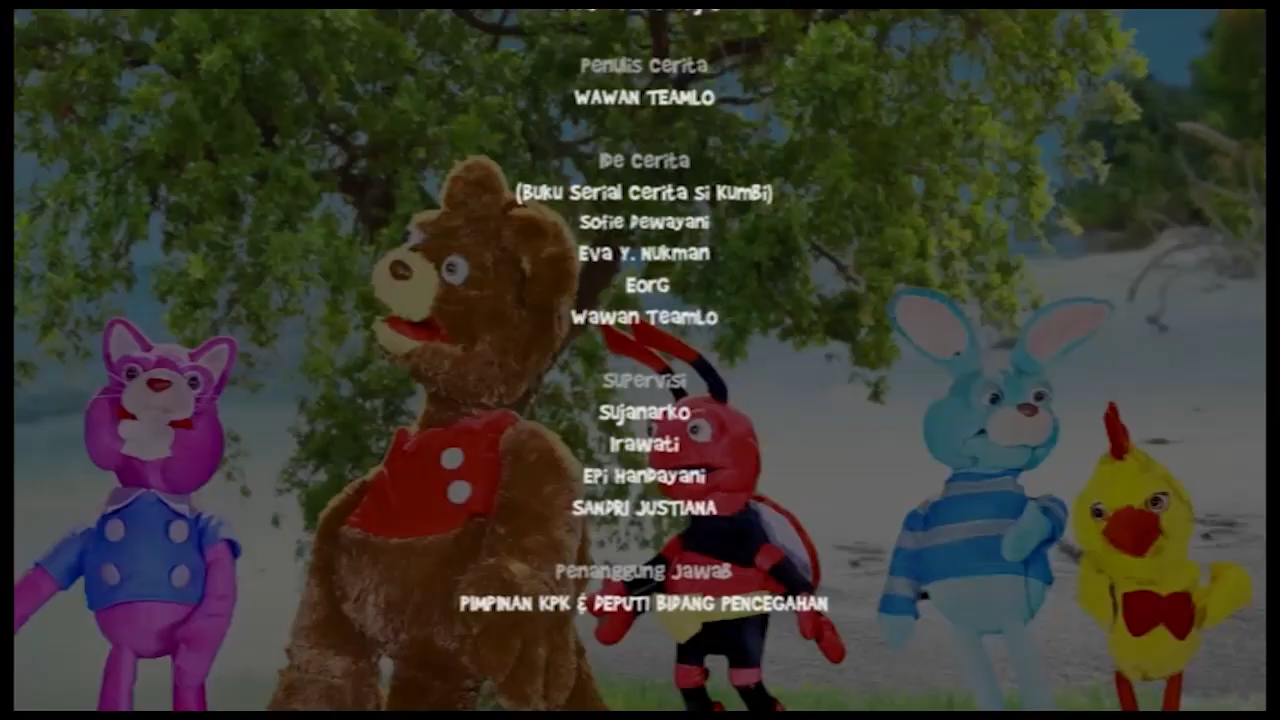 Penulis Cerita
WAWAN TEAMLO
Ide Cerita
(Buku Serial Cerita si Kumbi)
Sofie Dewayani
Eva Y. Nukman
EorG
Wawan Teamlo
Supervisi
Sujanarko
Irawati
Epi Handayani
SANDRI JUSTIANA
Penanggung Jawab
PIMPINAN KPK & DEPUTI BIDANG PENCEGAHAN